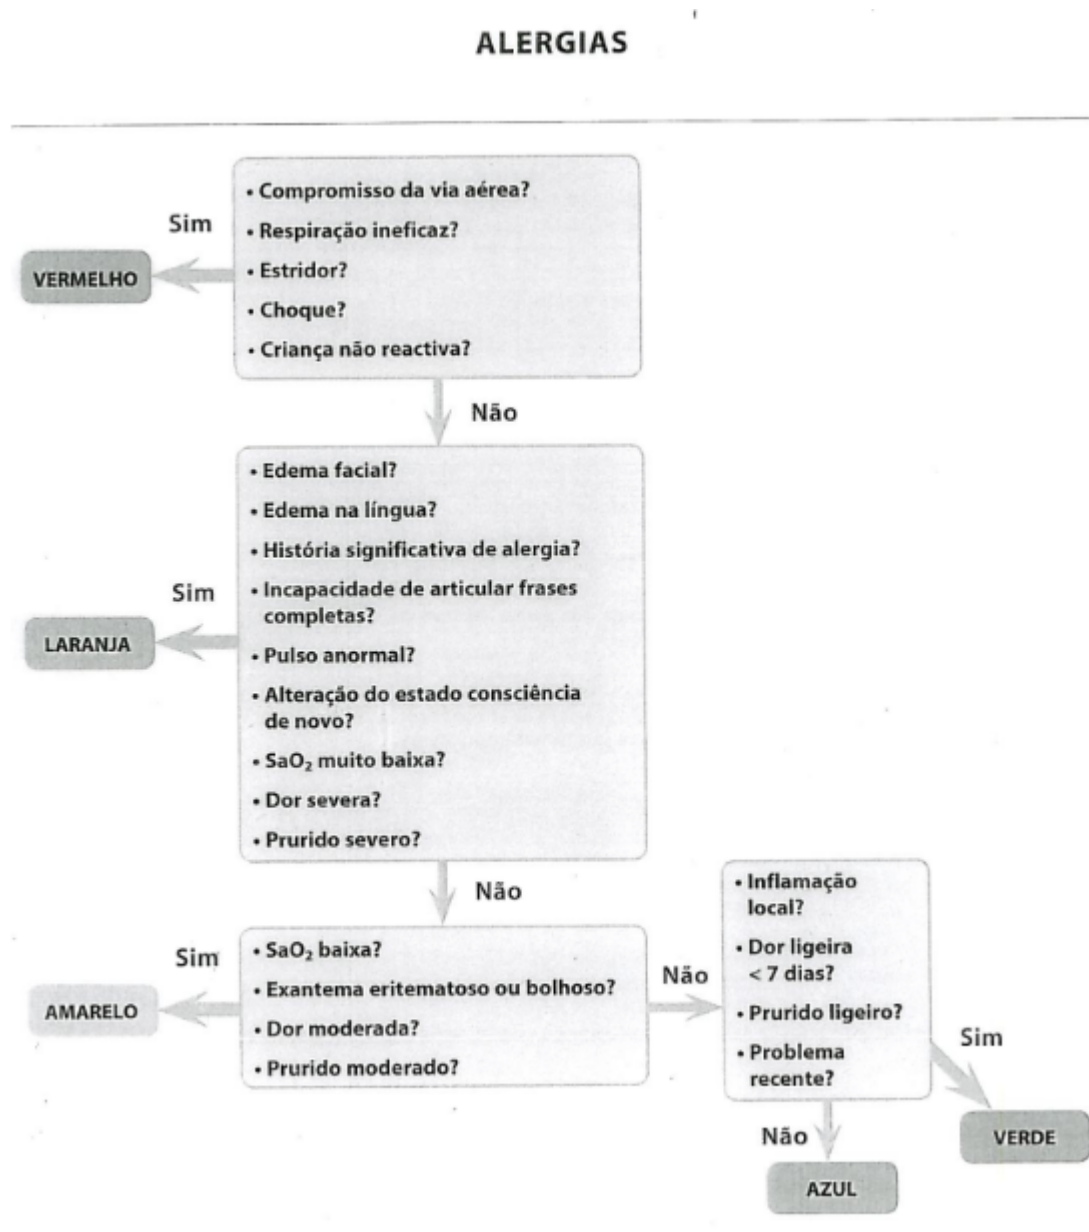 ALERGIAS
• Compromisso da via aérea?
Sim
• Respiração ineficaz?
VERMELHO
• Estridor?
• Choque?
• Criança não reactiva?
Não
• Edema facial?
• Edema na língua?
• História significativa de alergia?
Sim
• Incapacidade de articular frases
completas?
LARANJA
• Pulso anormal?
• Alteração do estado consciência
de novo?
• SaO₂ muito baixa?
• Dor severa?
• Prurido severo?
Não
Sim
• SaO₂ baixa?
• Exantema eritematoso ou bolhoso?
AMARELO
• Dor moderada?
• Prurido moderado?
Não
• Inflamação
local?
• Dor ligeira
< 7 dias?
• Prurido ligeiro?
• Problema
recente?
Sim
VERDE
Não
AZUL